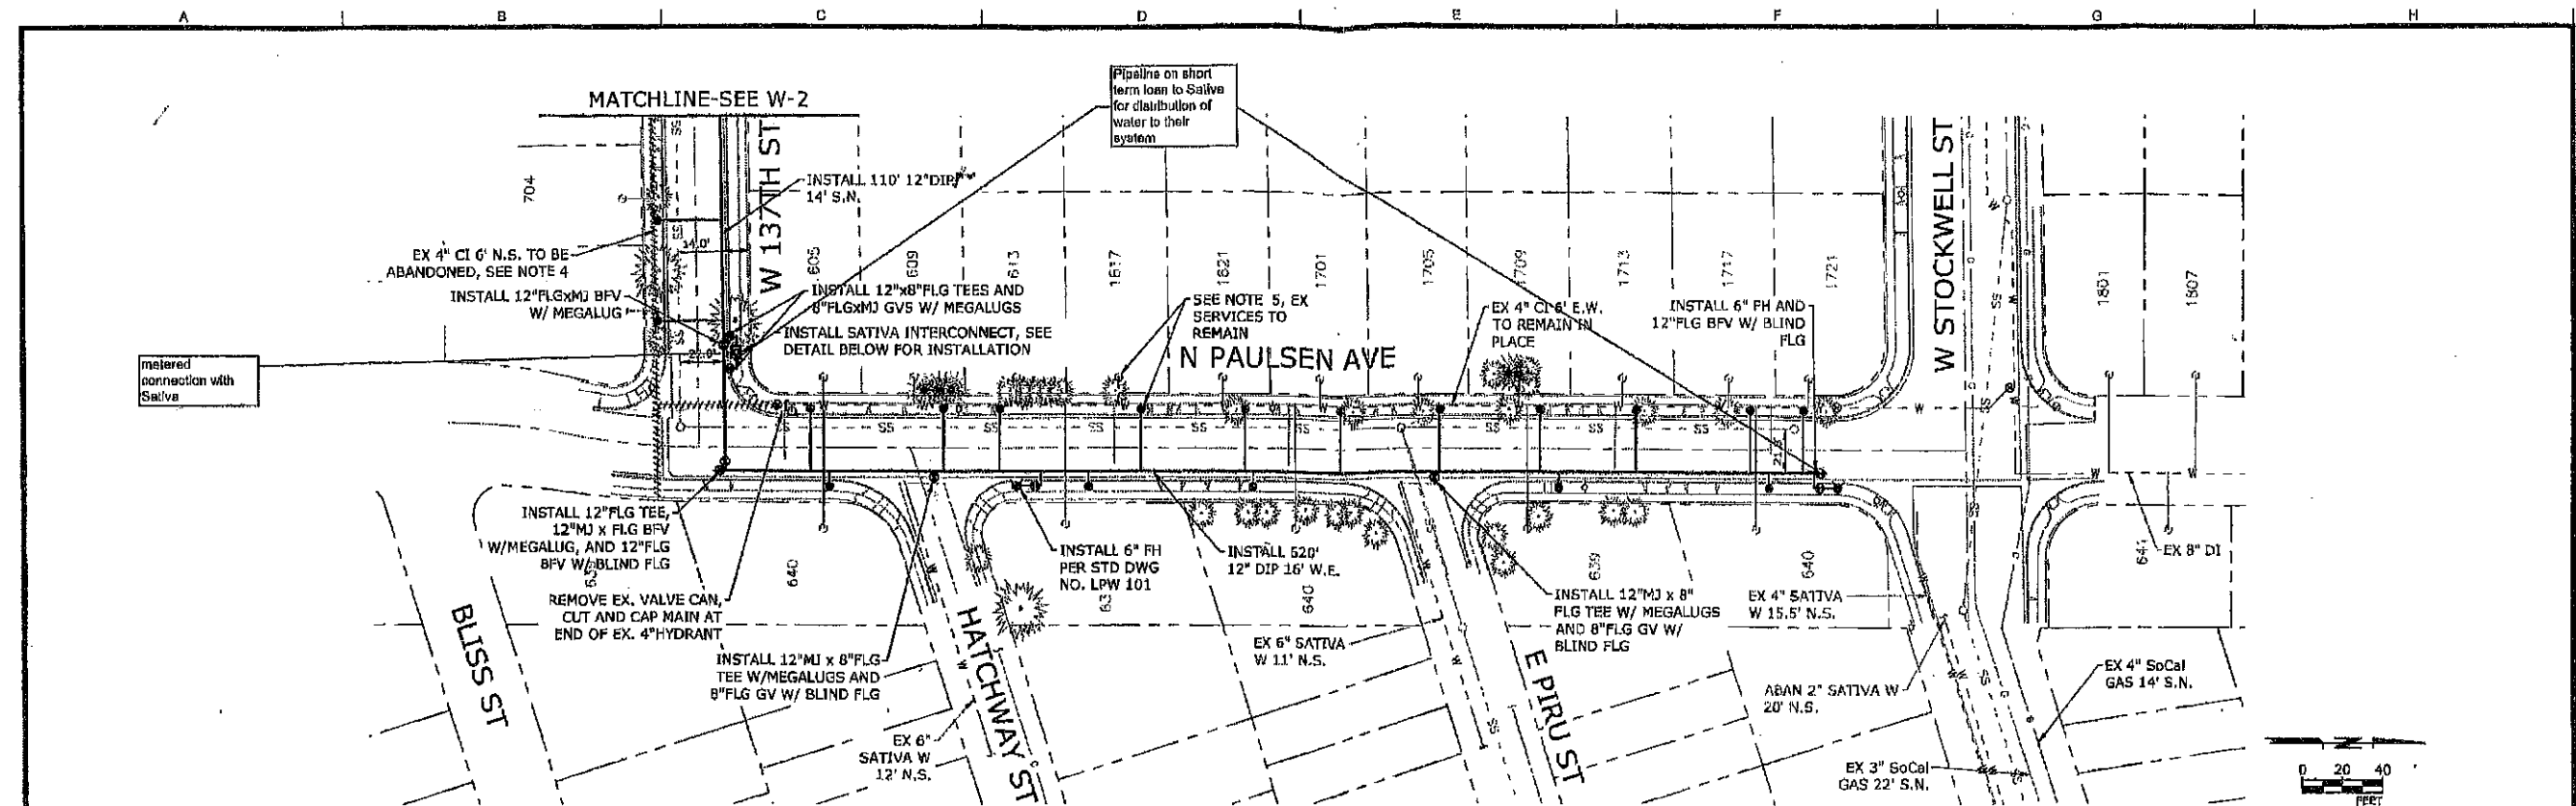 A B C D E F G H
MATCHLINE-SEE W-2
Pipeline on short
term loan to Sativa
for distribution of
water to their
system
W 137TH ST
W STOCKWELL ST
704
INSTALL 110' 12"DIP
14' S.N.
14.0'
EX 4" CI 6' N.S. TO BE
ABANDONED, SEE NOTE 4
INSTALL 12"FLGxMJ BFV
W/ MEGALUG
605
609
613
1617
1621
1701
1705
1709
1713
1717
1721
1801
1807
INSTALL 12"x8"FLG TEES AND
8"FLGxMJ GVS W/ MEGALUGS
INSTALL SATIVA INTERCONNECT, SEE
DETAIL BELOW FOR INSTALLATION
SEE NOTE 5, EX
SERVICES TO
REMAIN
EX 4" CI 6' E.W.
TO REMAIN IN
PLACE
INSTALL 6" FH AND
12"FLG BFV W/ BLIND
FLG
N PAULSEN AVE
metered
connection with
Sativa
22.0'
INSTALL 12"FLG TEE,
12"MJ x FLG BFV
W/MEGALUG, AND 12"FLG
BFV W/ BLIND FLG
REMOVE EX. VALVE CAN,
CUT AND CAP MAIN AT
END OF EX. 4"HYDRANT
INSTALL 12"MJ x 8"FLG
TEE W/MEGALUGS AND
8"FLG GV W/ BLIND FLG
640
INSTALL 6" FH
PER STD DWG
NO. LPW 101
INSTALL 520'
12" DIP 16' W.E.
640
INSTALL 12"MJ x 8"
FLG TEE W/ MEGALUGS
AND 8"FLG GV W/
BLIND FLG
639
640
EX 4" SATIVA
W 15.5' N.S.
EX 8" DI
EX 6" SATIVA
W 11' N.S.
BLISS ST
HATCHWAY ST
E PIRU ST
EX 6"
SATIVA W
12' N.S.
ABAN 2" SATIVA W
20' N.S.
EX 4" SoCal
GAS 14' S.N.
EX 3" SoCal
GAS 22' S.N.
0 20 40
FEET